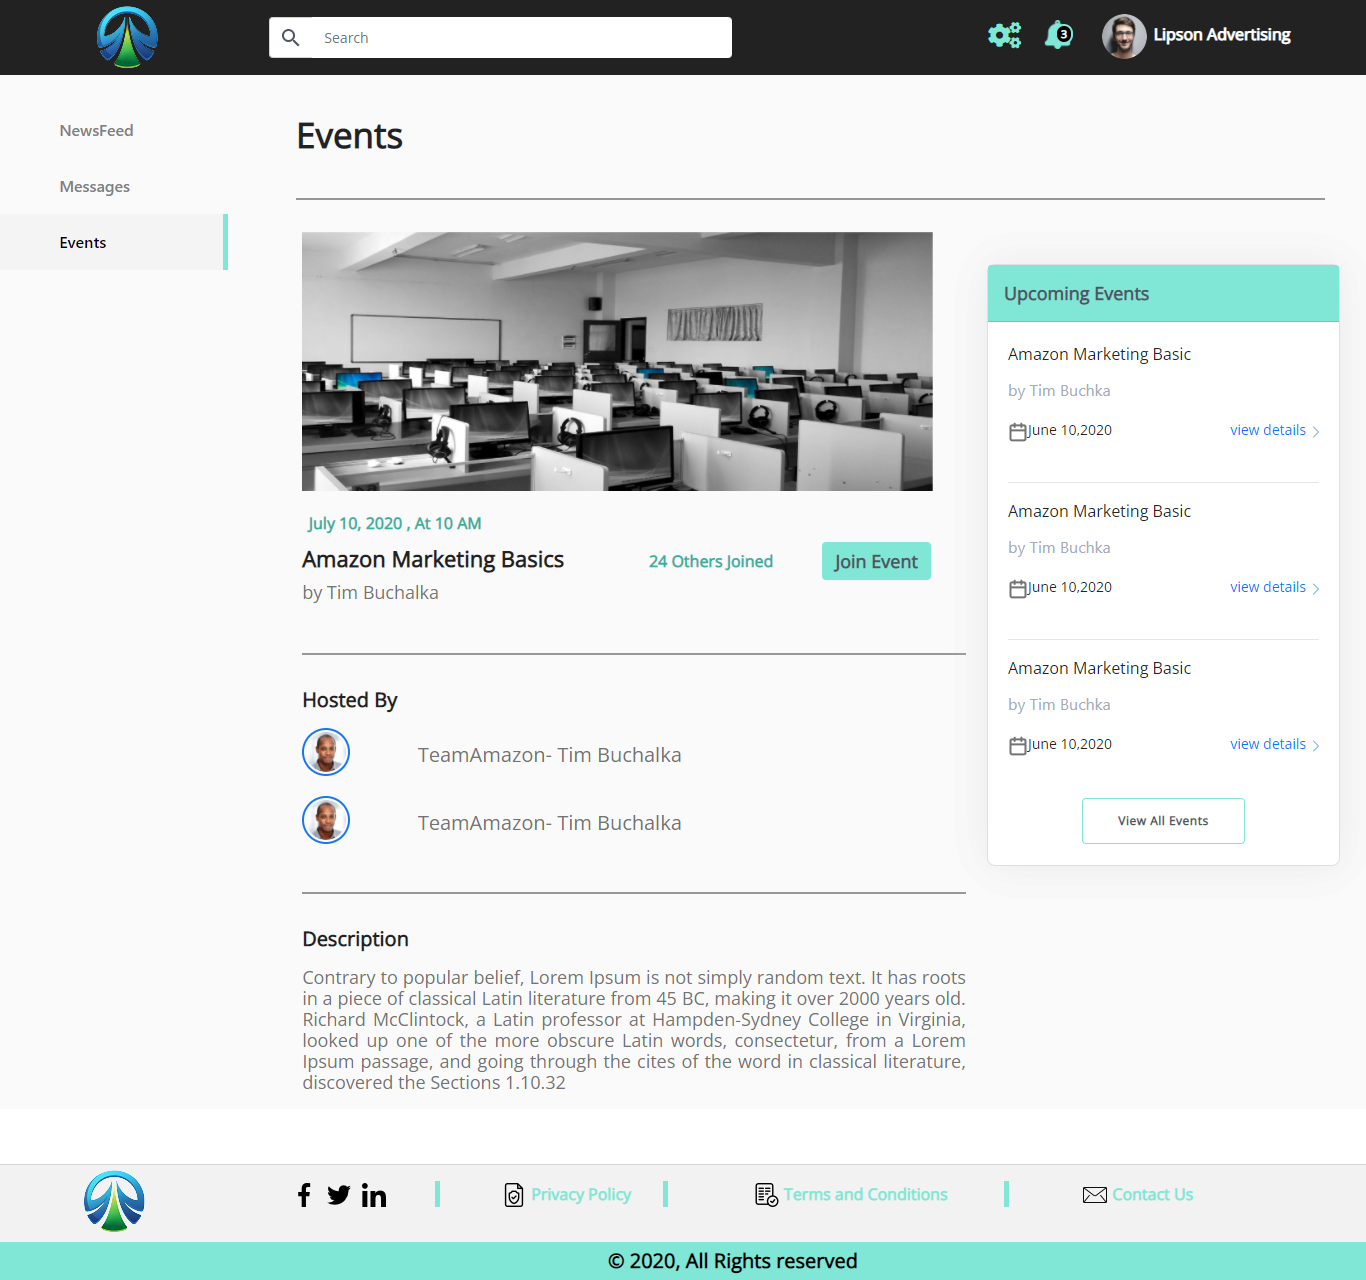 Search
3
Lipson Advertising
NewsFeed
Messages
Events
Events
July 10, 2020 , At 10 AM
Amazon Marketing Basics
24 Others Joined
Join Event
by Tim Buchalka
Hosted By
TeamAmazon- Tim Buchalka
TeamAmazon- Tim Buchalka
Description
Contrary to popular belief, Lorem Ipsum is not simply random text. It has roots
in a piece of classical Latin literature from 45 BC, making it over 2000 years old.
Richard McClintock, a Latin professor at Hampden-Sydney College in Virginia,
looked up one of the more obscure Latin words, consectetur, from a Lorem
Ipsum passage, and going through the cites of the word in classical literature,
discovered the Sections 1.10.32
Upcoming Events
Amazon Marketing Basic
by Tim Buchka
June 10,2020
view details
Amazon Marketing Basic
by Tim Buchka
June 10,2020
view details
Amazon Marketing Basic
by Tim Buchka
June 10,2020
view details
View All Events
Privacy Policy
Terms and Conditions
Contact Us
© 2020, All Rights reserved